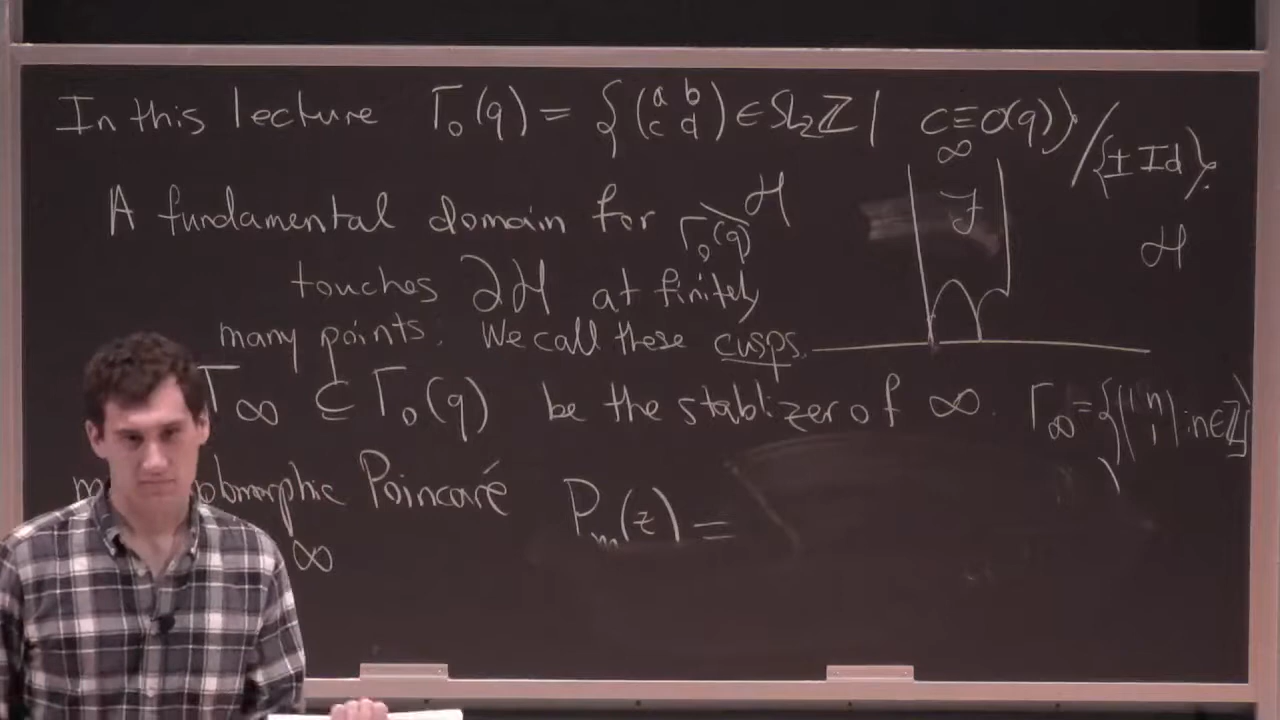 In this lecture Γ₀(q) = {(a b c d) ∈ SL₂ℤ | c ≡ 0(q)} / {± Id}.
A fundamental domain for Γ₀(q)\H
∞
F
H
touches ∂H at finitely
many points. We call these cusps.
Γ∞ ⊆ Γ₀(q) be the stablizer of ∞. Γ∞ = {(1 n 1) : n ∈ ℤ}
Poincaré P_m(z) =
∞